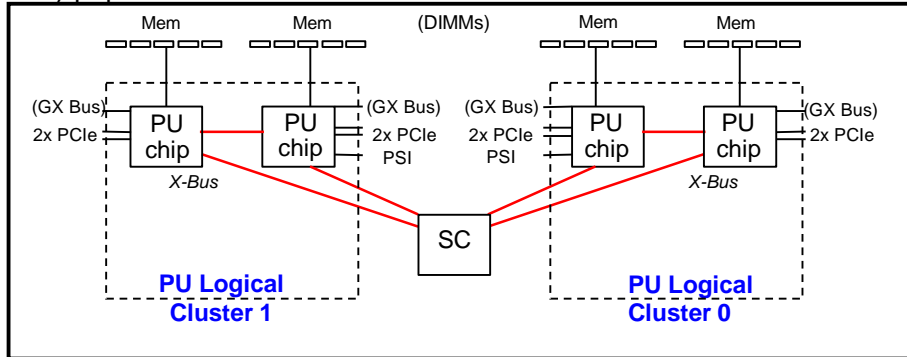 Mem Mem (DIMMs) Mem Mem
(GX Bus) (GX Bus) (GX Bus) (GX Bus)
PU PU PU PU
2x PCIe 2x PCIe 2x PCIe 2x PCIe
chip chip chip chip
PSI PSI
X-Bus X-Bus
SC
PU Logical PU Logical
Cluster 1 Cluster 0